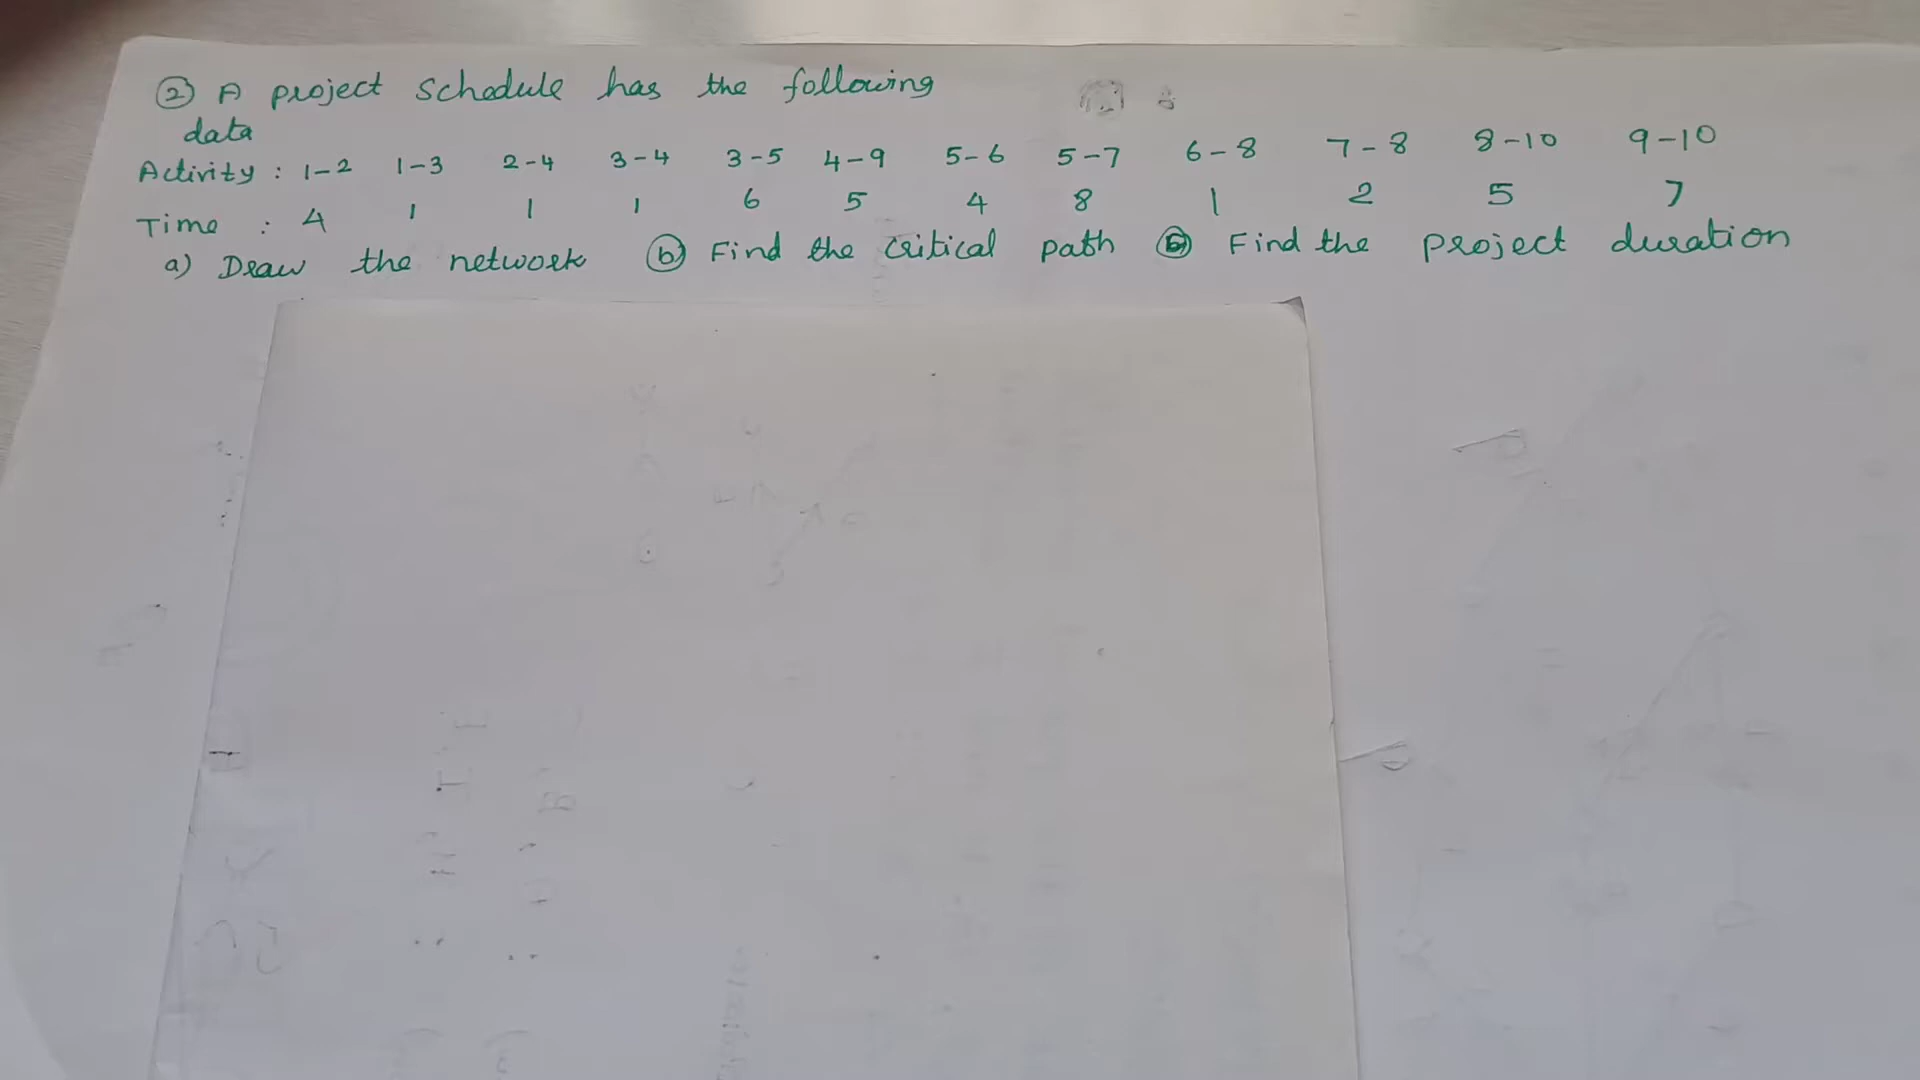 ② A project schedule has the following
data
Activity : 1-2 1-3 2-4 3-4 3-5 4-9 5-6 5-7 6-8 7-8 8-10 9-10
Time : 4 1 1 1 6 5 4 8 1 2 5 7
a) Draw the network ⓑ Find the critical path Find the project duration